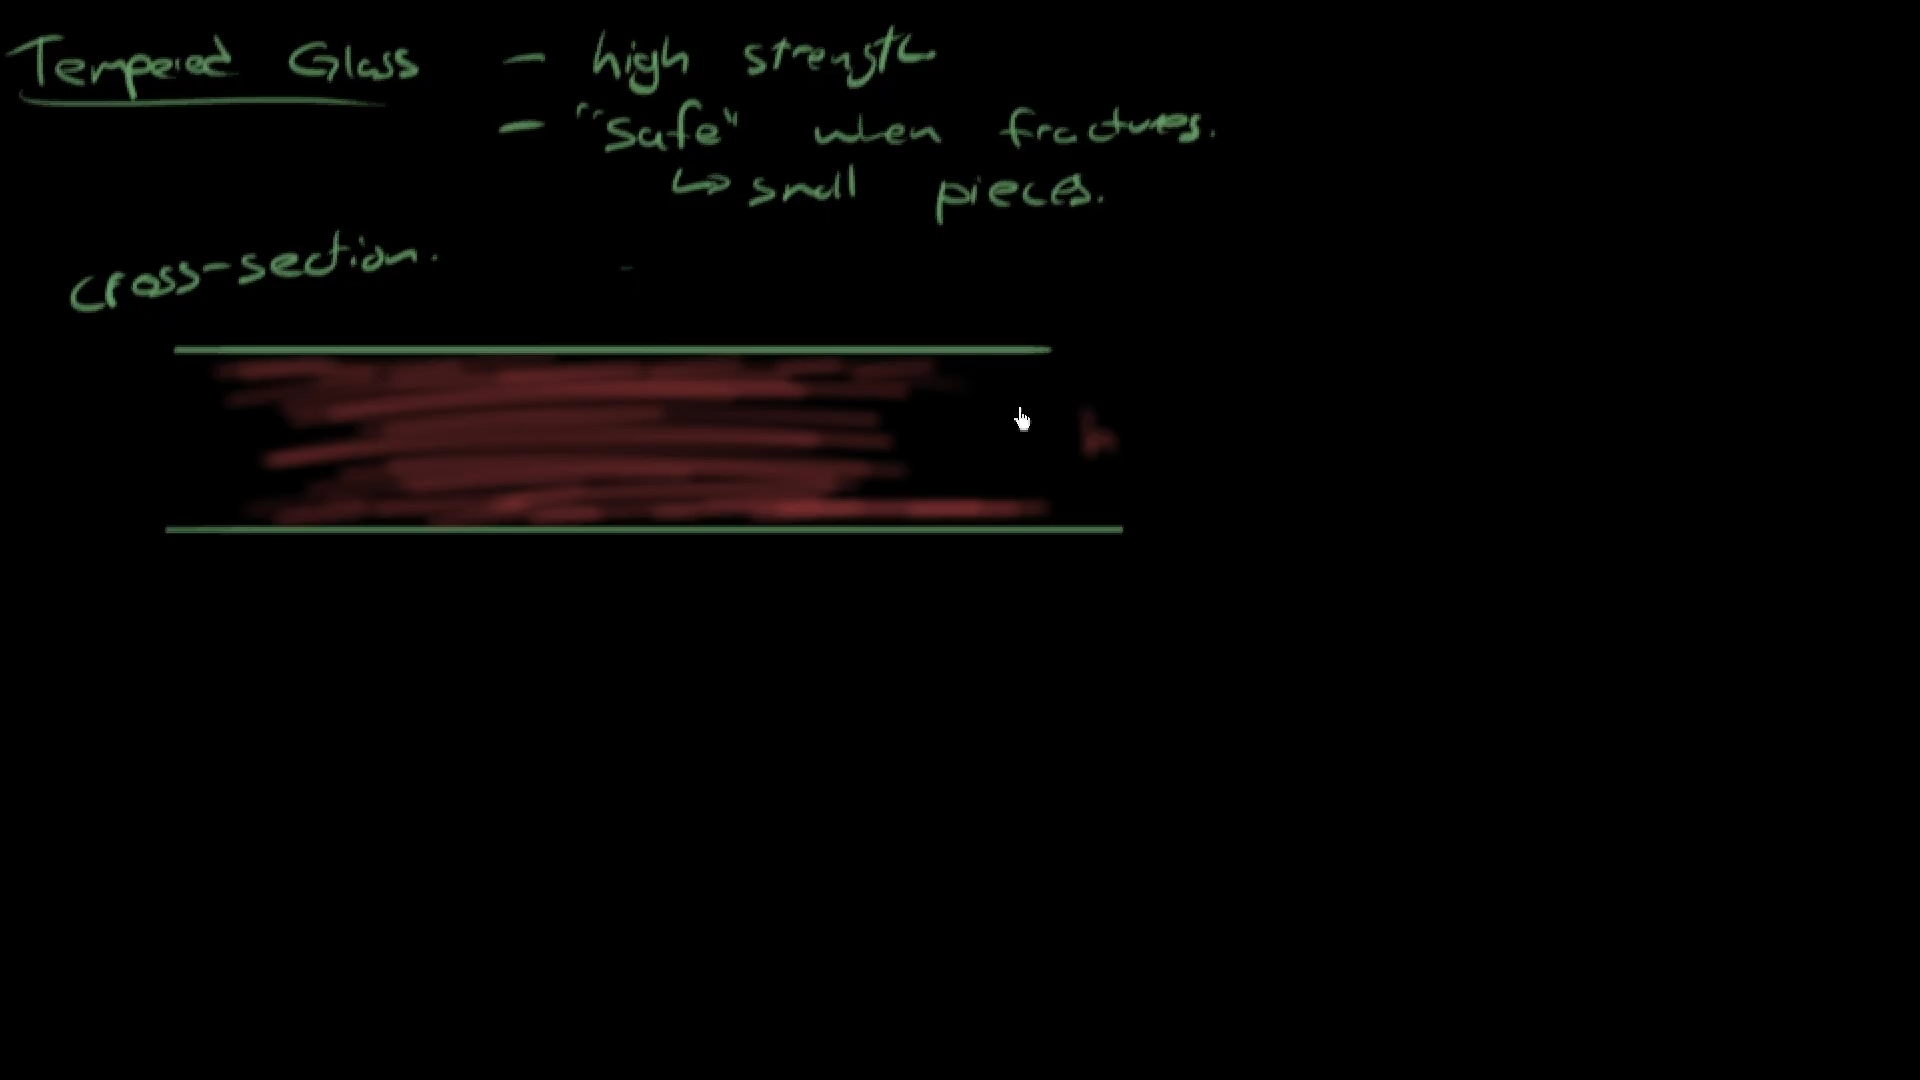 Tempered Glass - high strength
- "Safe" when fractures.
↳ small pieces.
cross-section.
h